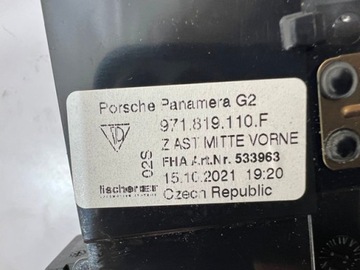 Porsche Panamera G2
971.819.110.F
Z AST MITTE VORNE
02S
FHA Art.Nr. 533963
15.10.2021 19:20
fischer
Czech Republic